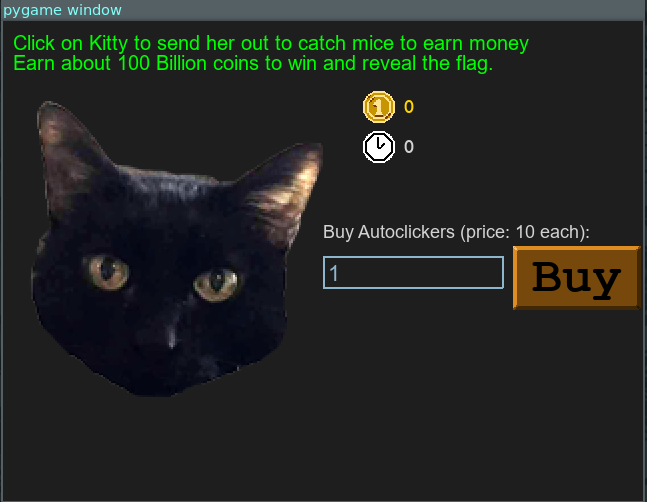 pygame window
Click on Kitty to send her out to catch mice to earn money
Earn about 100 Billion coins to win and reveal the flag.
1 0
0
Buy Autoclickers (price: 10 each):
1
Buy